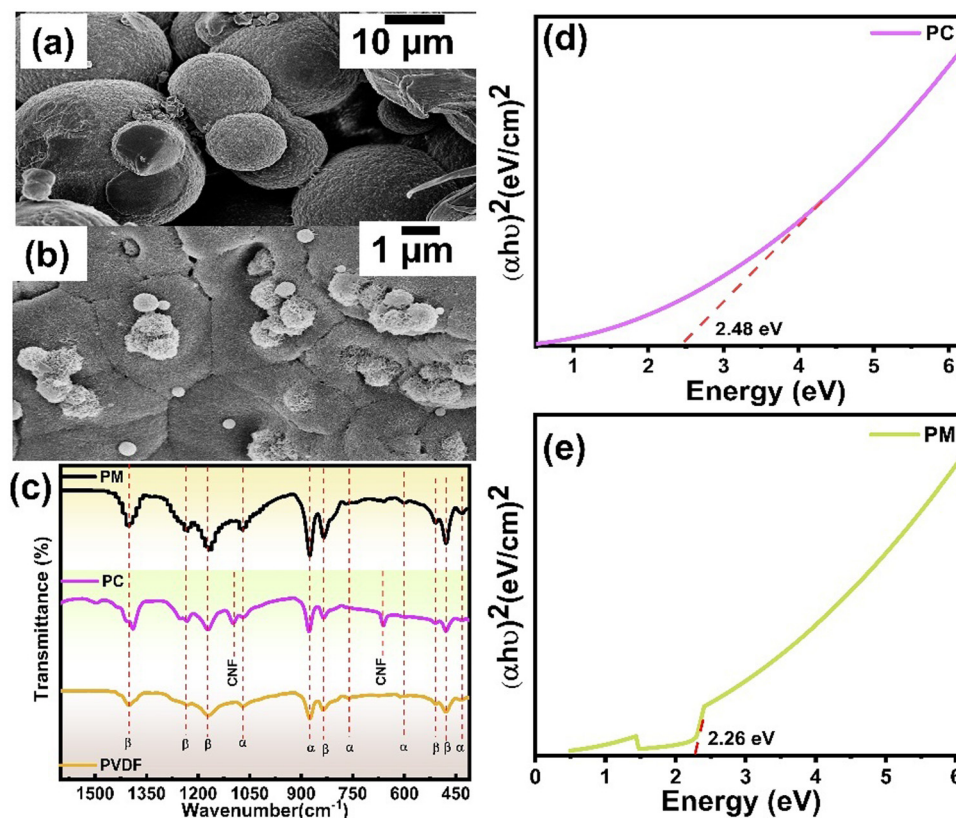 (a)
10 µm
(b)
1 µm
(c)
PM
PC
CNF
CNF
β
β
β
α
α
β
α
α
β
β
α
PVDF
Transmittance (%)
1500 1350 1200 1050 900 750 600 450
Wavenumber(cm⁻¹)
(d)
PC
(αhυ)²(eV/cm)²
2.48 eV
1 2 3 4 5 6
Energy (eV)
(e)
PM
(αhυ)²(eV/cm)²
2.26 eV
0 1 2 3 4 5 6
Energy (eV)